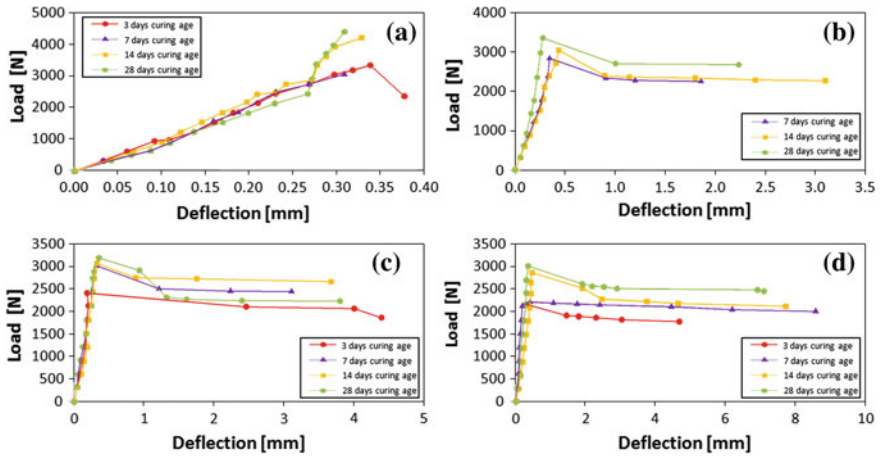 (a)
Load [N]
5000
4000
3000
2000
1000
0
0.00 0.05 0.10 0.15 0.20 0.25 0.30 0.35 0.40
Deflection [mm]
3 days curing age
7 days curing age
14 days curing age
28 days curing age
(b)
Load [N]
4000
3000
2000
1000
0
0.0 0.5 1.0 1.5 2.0 2.5 3.0 3.5
Deflection [mm]
7 days curing age
14 days curing age
28 days curing age
(c)
Load [N]
3500
3000
2500
2000
1500
1000
500
0
0 1 2 3 4 5
Deflection [mm]
3 days curing age
7 days curing age
14 days curing age
28 days curing age
(d)
Load [N]
3500
3000
2500
2000
1500
1000
500
0
0 2 4 6 8 10
Deflection [mm]
3 days curing age
7 days curing age
14 days curing age
28 days curing age